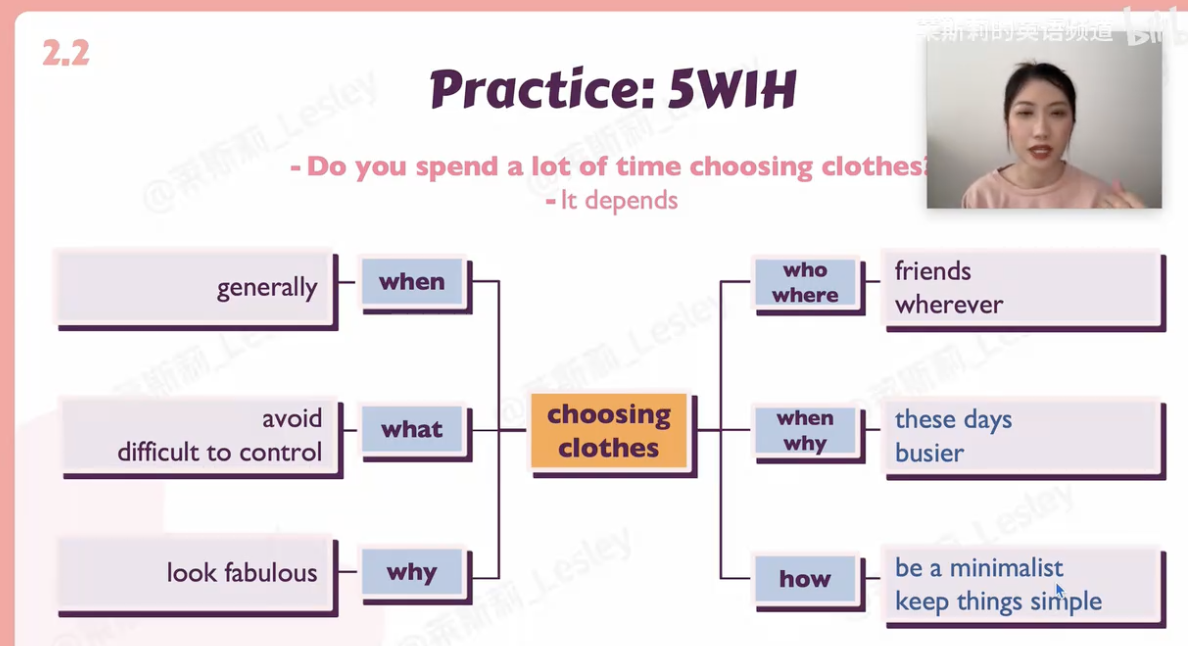 莱斯莉的英语频道 bilibili
2.2
Practice: 5W1H
- Do you spend a lot of time choosing clothes?
- It depends
generally
when
who
where
friends
wherever
avoid
difficult to control
what
choosing
clothes
when
why
these days
busier
look fabulous
why
how
be a minimalist
keep things simple
@莱斯莉_Lesley